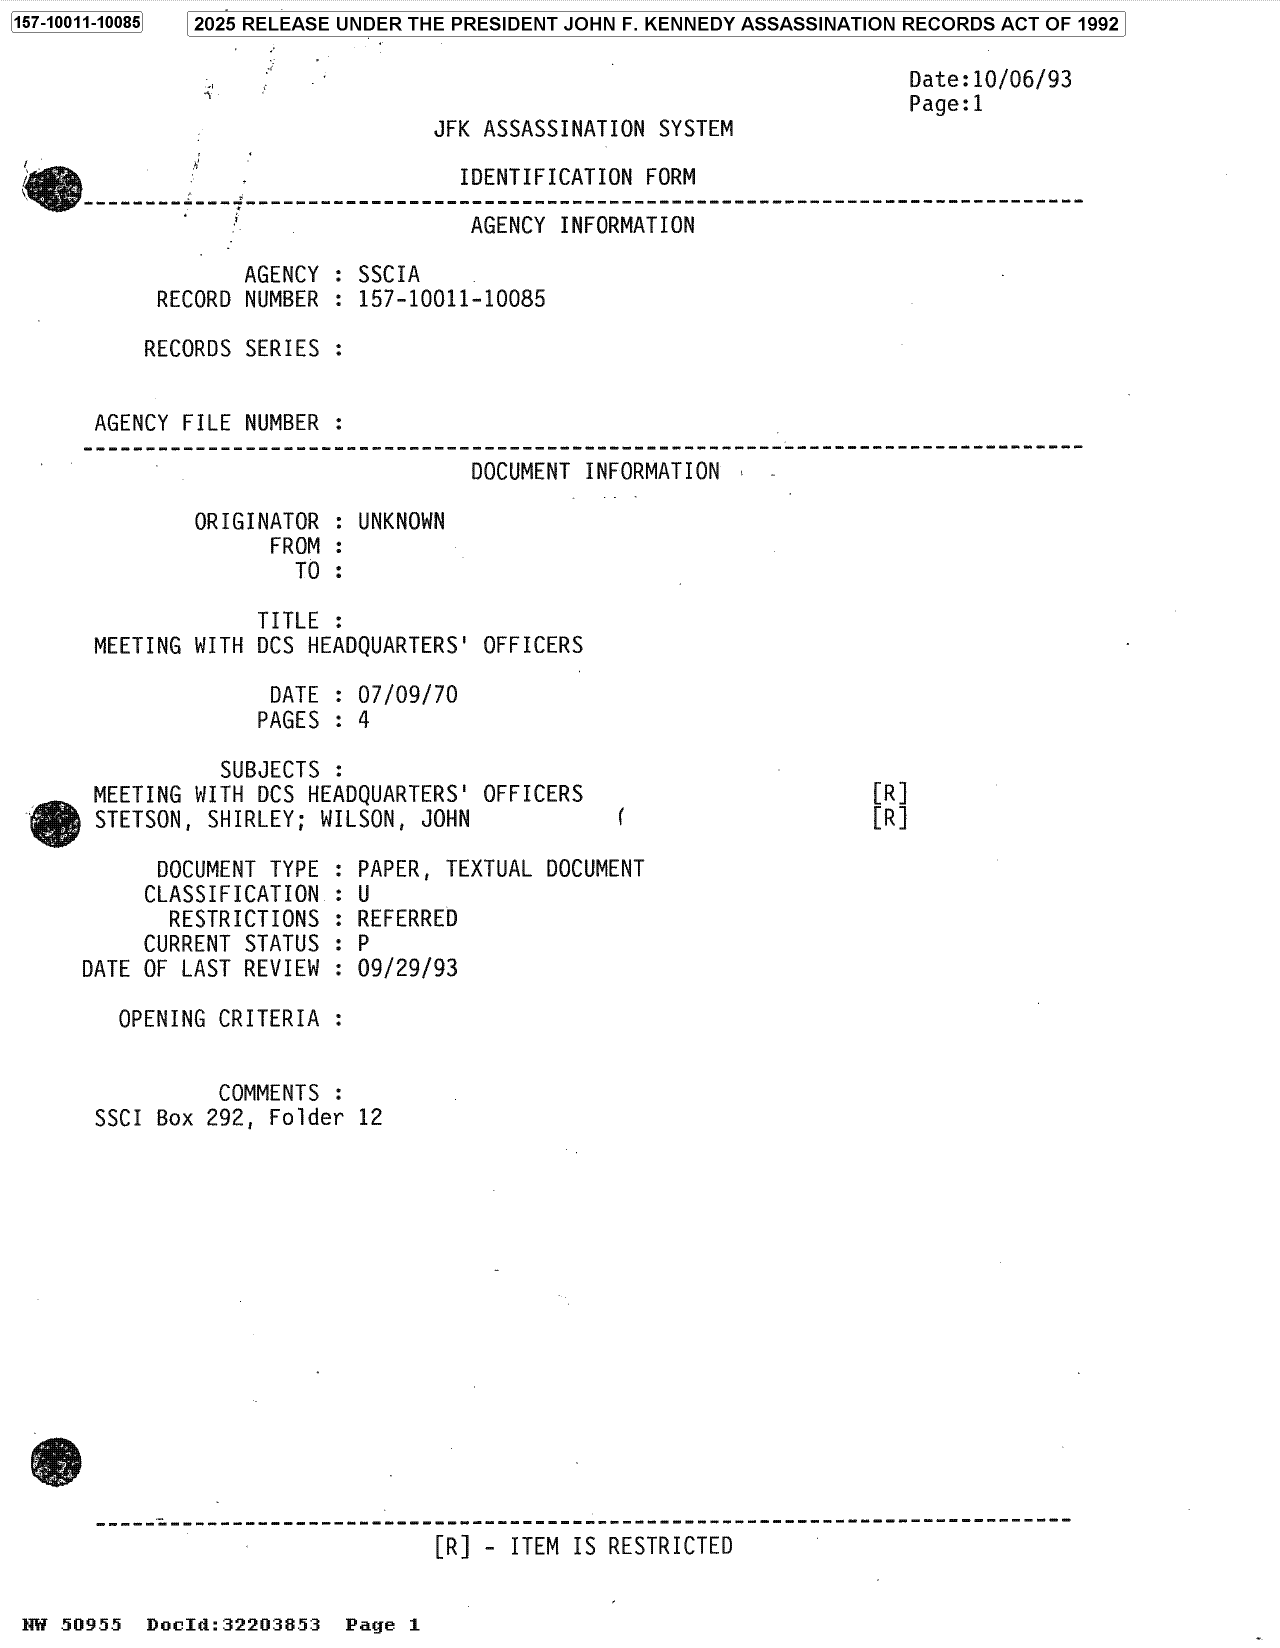 157-10011-10085
2025 RELEASE UNDER THE PRESIDENT JOHN F. KENNEDY ASSASSINATION RECORDS ACT OF 1992
Date:10/06/93
Page:1
JFK ASSASSINATION SYSTEM
IDENTIFICATION FORM
AGENCY INFORMATION
AGENCY : SSCIA
RECORD NUMBER : 157-10011-10085
RECORDS SERIES :
AGENCY FILE NUMBER :
DOCUMENT INFORMATION
ORIGINATOR : UNKNOWN
FROM :
TO :
TITLE :
MEETING WITH DCS HEADQUARTERS' OFFICERS
DATE : 07/09/70
PAGES : 4
SUBJECTS :
MEETING WITH DCS HEADQUARTERS' OFFICERS [R]
STETSON, SHIRLEY; WILSON, JOHN ( [R]
DOCUMENT TYPE : PAPER, TEXTUAL DOCUMENT
CLASSIFICATION : U
RESTRICTIONS : REFERRED
CURRENT STATUS : P
DATE OF LAST REVIEW : 09/29/93
OPENING CRITERIA :
COMMENTS :
SSCI Box 292, Folder 12
[R] - ITEM IS RESTRICTED
NW 50955 DocId:32203853 Page 1